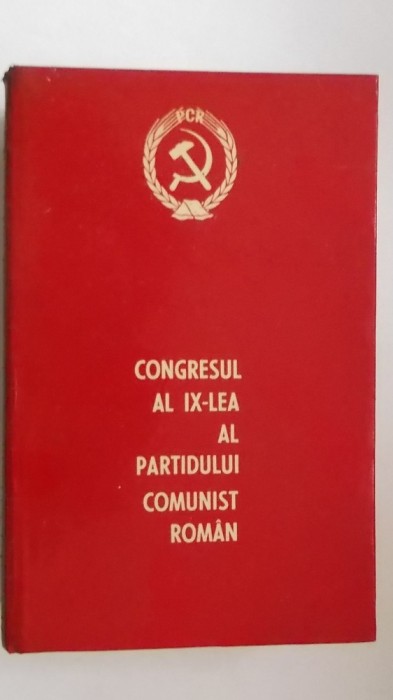 PCR
CONGRESUL
AL IX-LEA
AL
PARTIDULUI
COMUNIST
ROMÂN